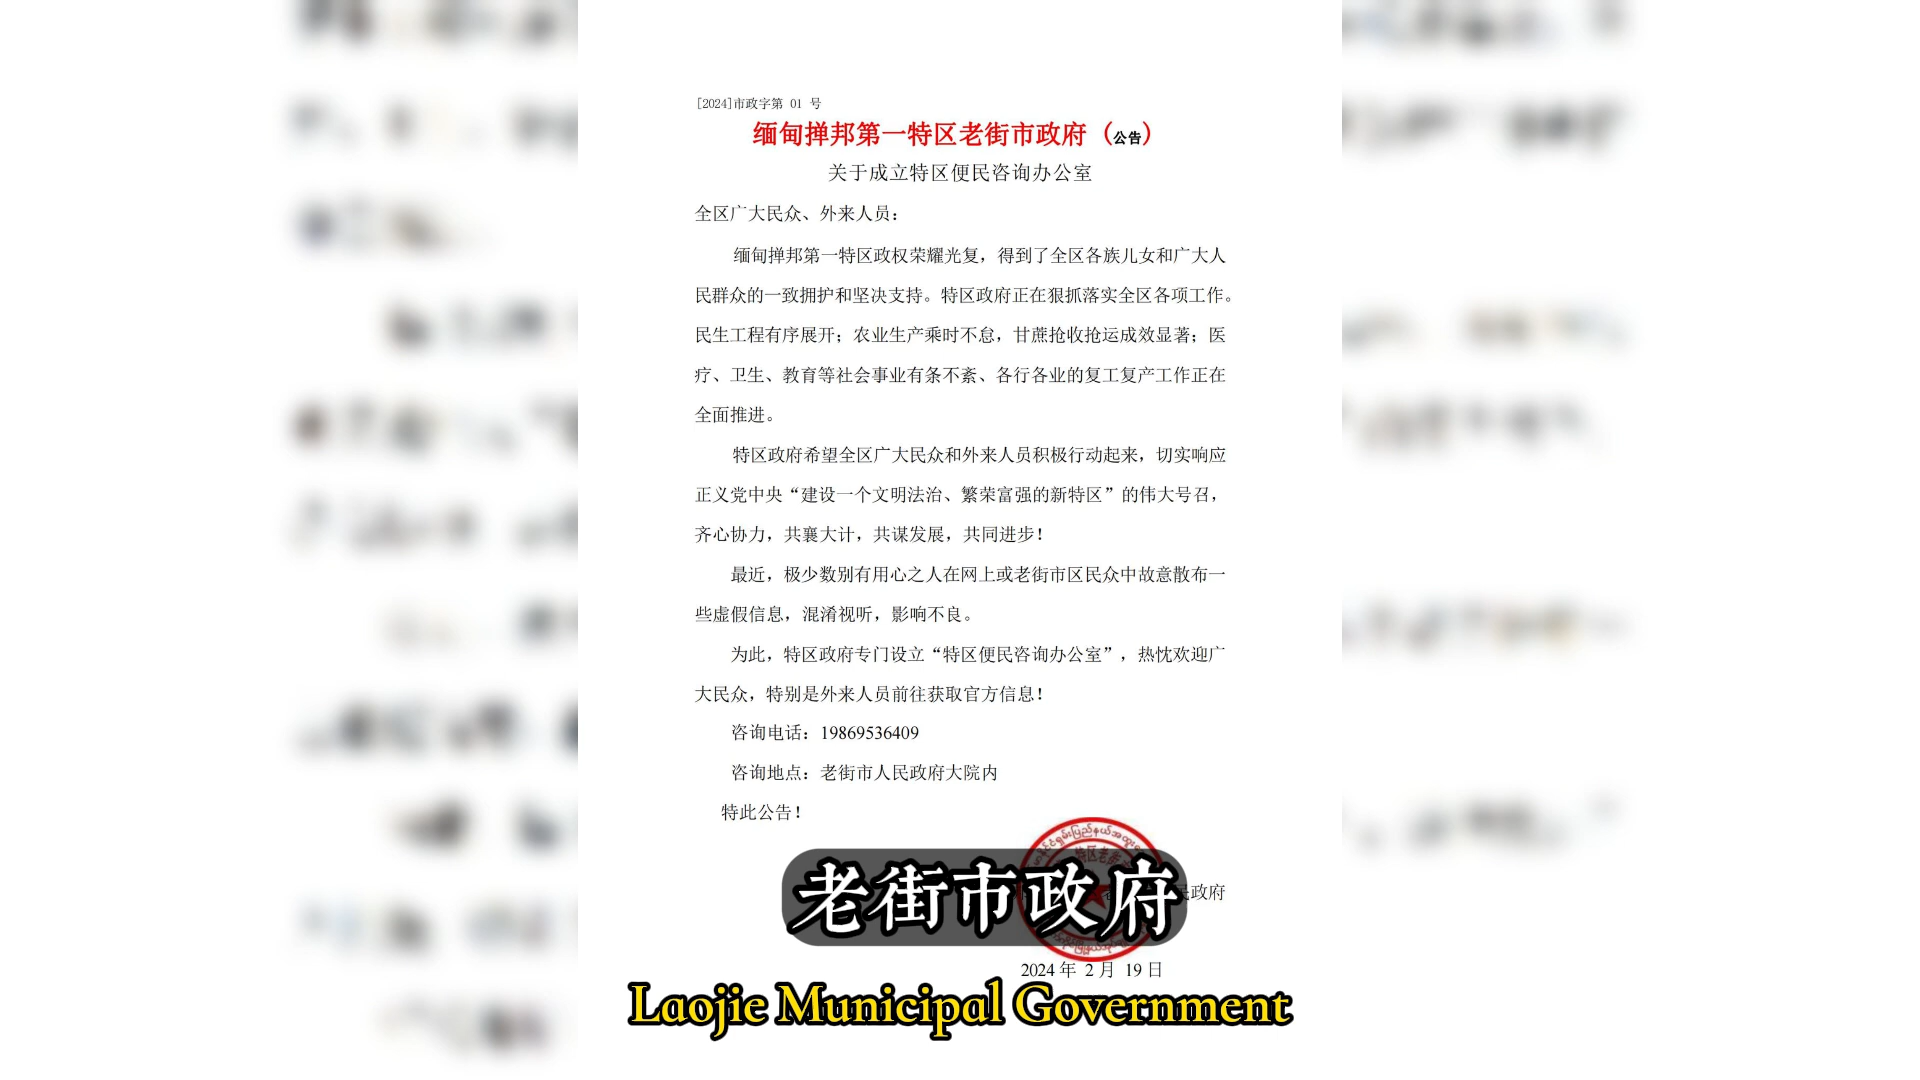 [2024]市政字第 01 号
缅甸掸邦第一特区老街市政府（公告）
关于成立特区便民咨询办公室
全区广大民众、外来人员：
缅甸掸邦第一特区政权荣耀光复，得到了全区各族儿女和广大人
民群众的一致拥护和坚决支持。特区政府正在狠抓落实全区各项工作。
民生工程有序展开；农业生产乘时不怠，甘蔗抢收抢运成效显著；医
疗、卫生、教育等社会事业有条不紊、各行各业的复工复产工作正在
全面推进。
特区政府希望全区广大民众和外来人员积极行动起来，切实响应
正义党中央“建设一个文明法治、繁荣富强的新特区”的伟大号召，
齐心协力，共襄大计，共谋发展，共同进步！
最近，极少数别有用心之人在网上或老街市区民众中故意散布一
些虚假信息，混淆视听，影响不良。
为此，特区政府专门设立“特区便民咨询办公室”，热忱欢迎广
大民众，特别是外来人员前往获取官方信息！
咨询电话：19869536409
咨询地点：老街市人民政府大院内
特此公告！
特区老街
民政府
老街市政府
2024 年 2 月 19 日
Laojie Municipal Government